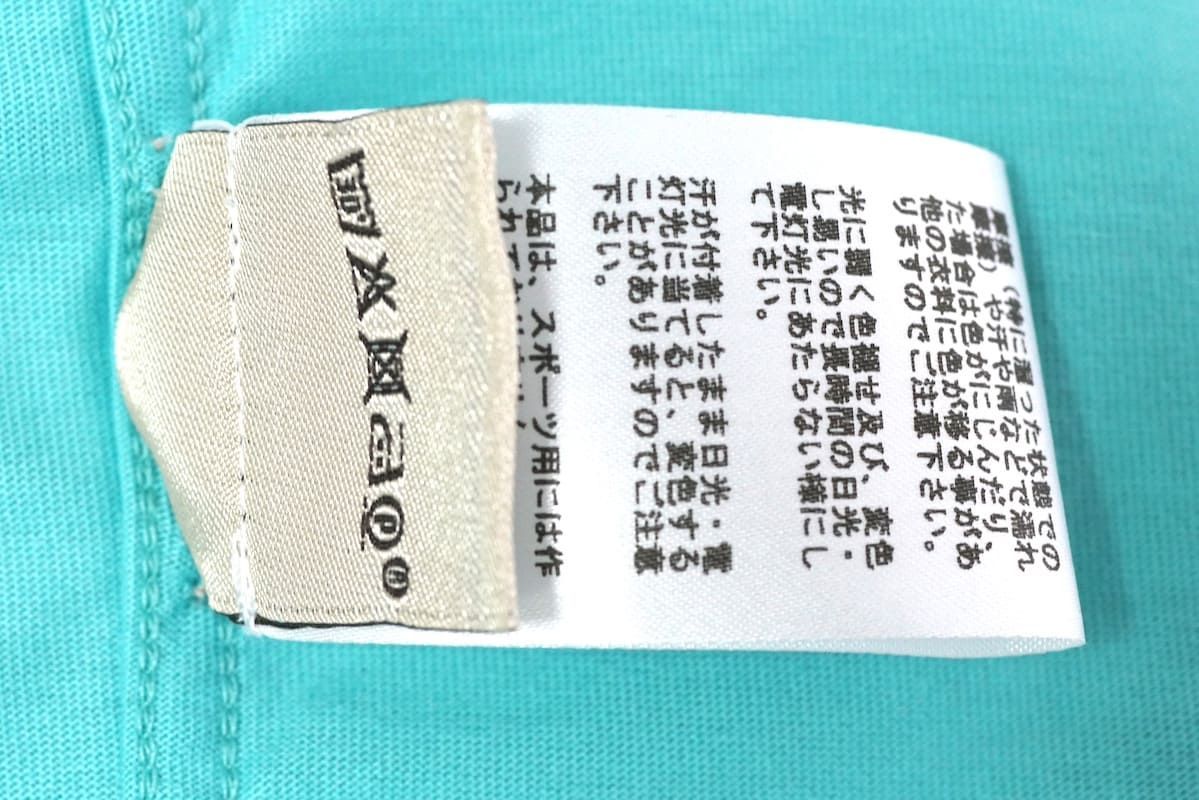 摩擦（特に湿った状態での
摩擦）や汗や雨などで濡れ
た場合は色がにじんだり、
他の衣料に色が移る事があ
りますのでご注意下さい。
光に弱く色褪せ及び、変色
し易いので長時間の日光・
電灯光にあたらない様にし
て下さい。
汗が付着したまま日光・電
灯光に当てると、変色する
ことがありますのでご注意
下さい。
本品は、スポーツ用には作
られて
P
W